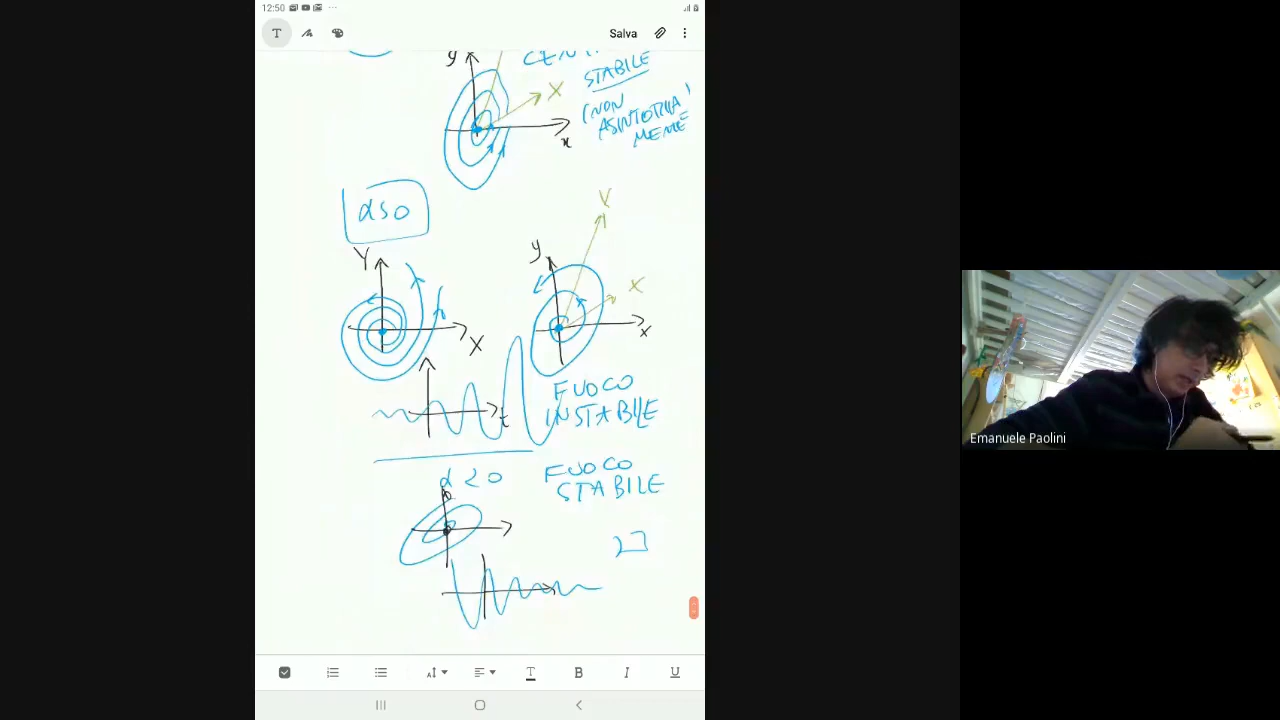 12:50
Salva
y
STABILE
(NON
ASINTOTICA
MENTE
X
x
α>0
Y
X
t
y
Y
X
x
FUOCO
INSTABILE
α<0
FUOCO
STABILE
Emanuele Paolini
T
B
I
U